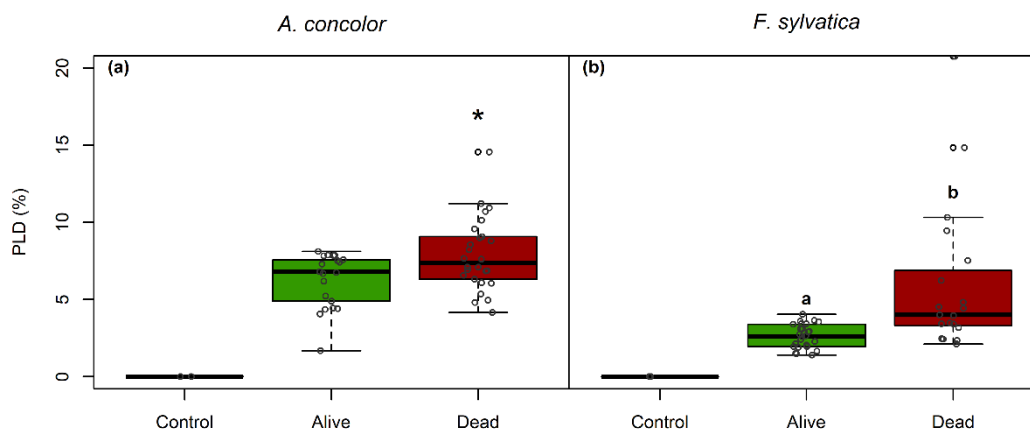 A. concolor
F. sylvatica
(a)
(b)
PLD (%)
20
15
10
5
0
*
a
b
Control
Alive
Dead
Control
Alive
Dead